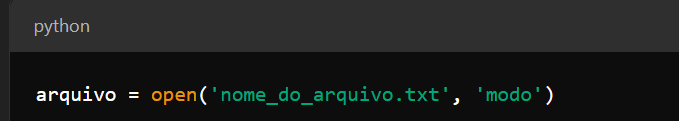 python
arquivo = open('nome_do_arquivo.txt', 'modo')